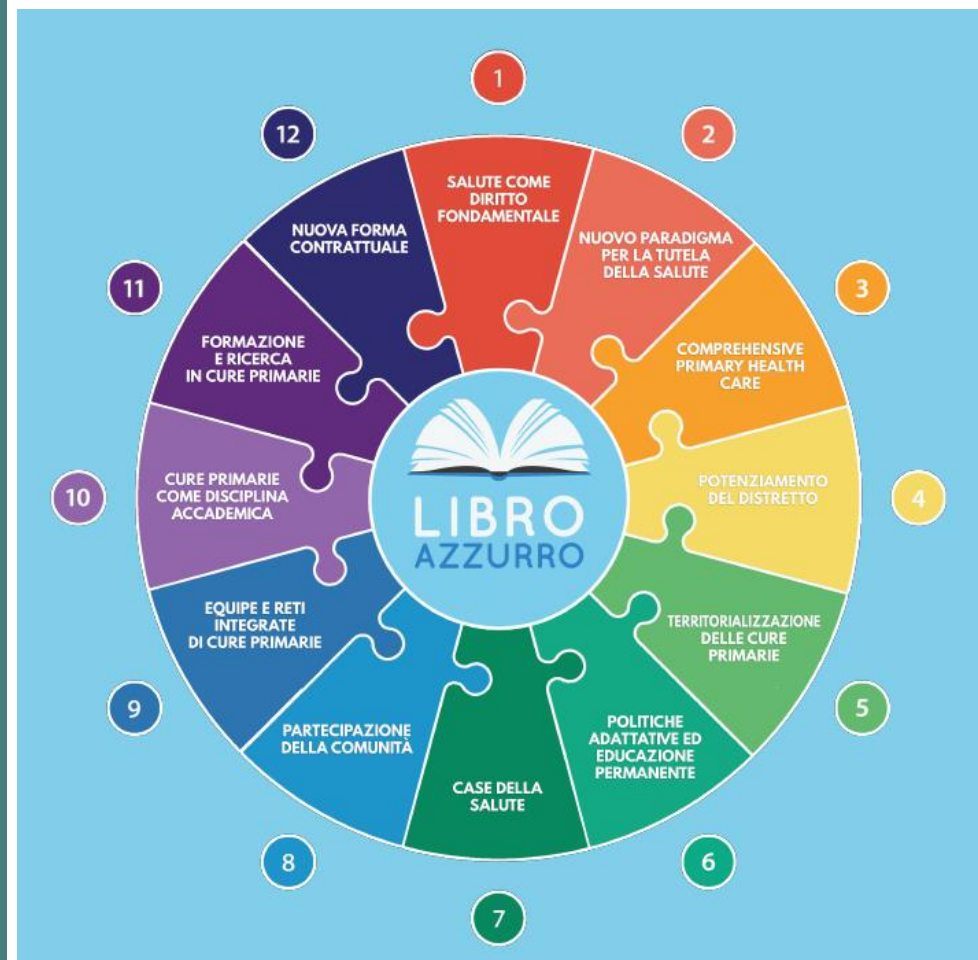 1
SALUTE COME
DIRITTO
FONDAMENTALE
2
NUOVO PARADIGMA
PER LA TUTELA
DELLA SALUTE
3
COMPREHENSIVE
PRIMARY HEALTH
CARE
4
POTENZIAMENTO
DEL DISTRETTO
5
TERRITORIALIZZAZIONE
DELLE CURE
PRIMARIE
6
POLITICHE
ADATTATIVE ED
EDUCAZIONE
PERMANENTE
7
CASE DELLA
SALUTE
8
PARTECIPAZIONE
DELLA COMUNITÀ
9
EQUIPE E RETI
INTEGRATE
DI CURE PRIMARIE
10
CURE PRIMARIE
COME DISCIPLINA
ACCADEMICA
11
FORMAZIONE
E RICERCA
IN CURE PRIMARIE
12
NUOVA FORMA
CONTRATTUALE
LIBRO
AZZURRO